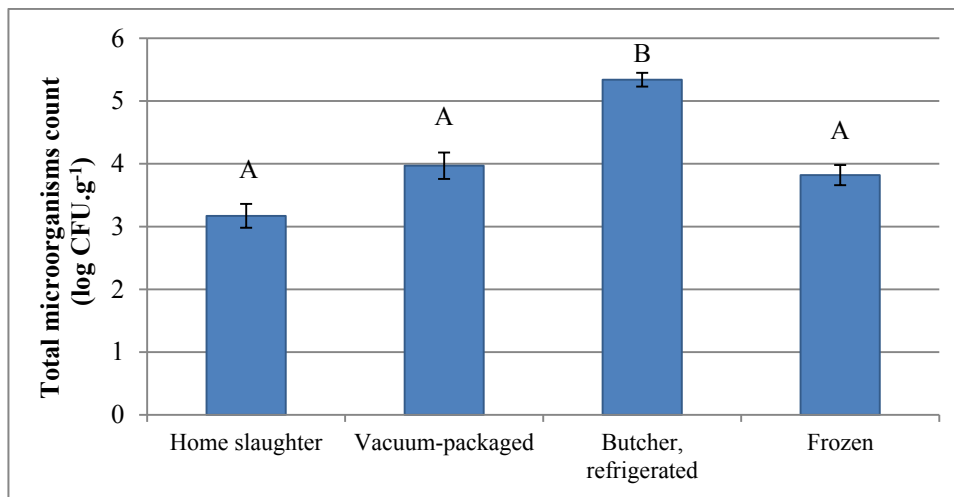 Total microorganisms count
(log CFU.g⁻¹)
6
5
4
3
2
1
0
A
A
B
A
Home slaughter
Vacuum-packaged
Butcher,
refrigerated
Frozen